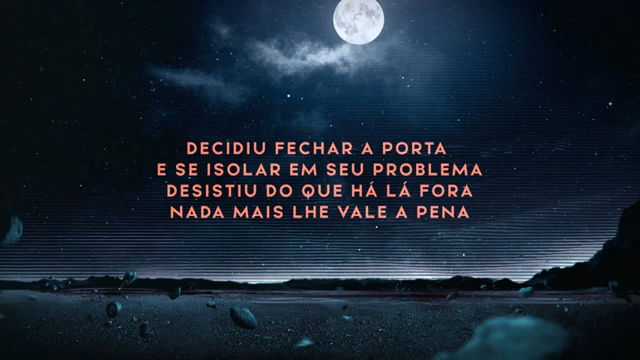 DECIDIU FECHAR A PORTA
E SE ISOLAR EM SEU PROBLEMA
DESISTIU DO QUE HÁ LÁ FORA
NADA MAIS LHE VALE A PENA